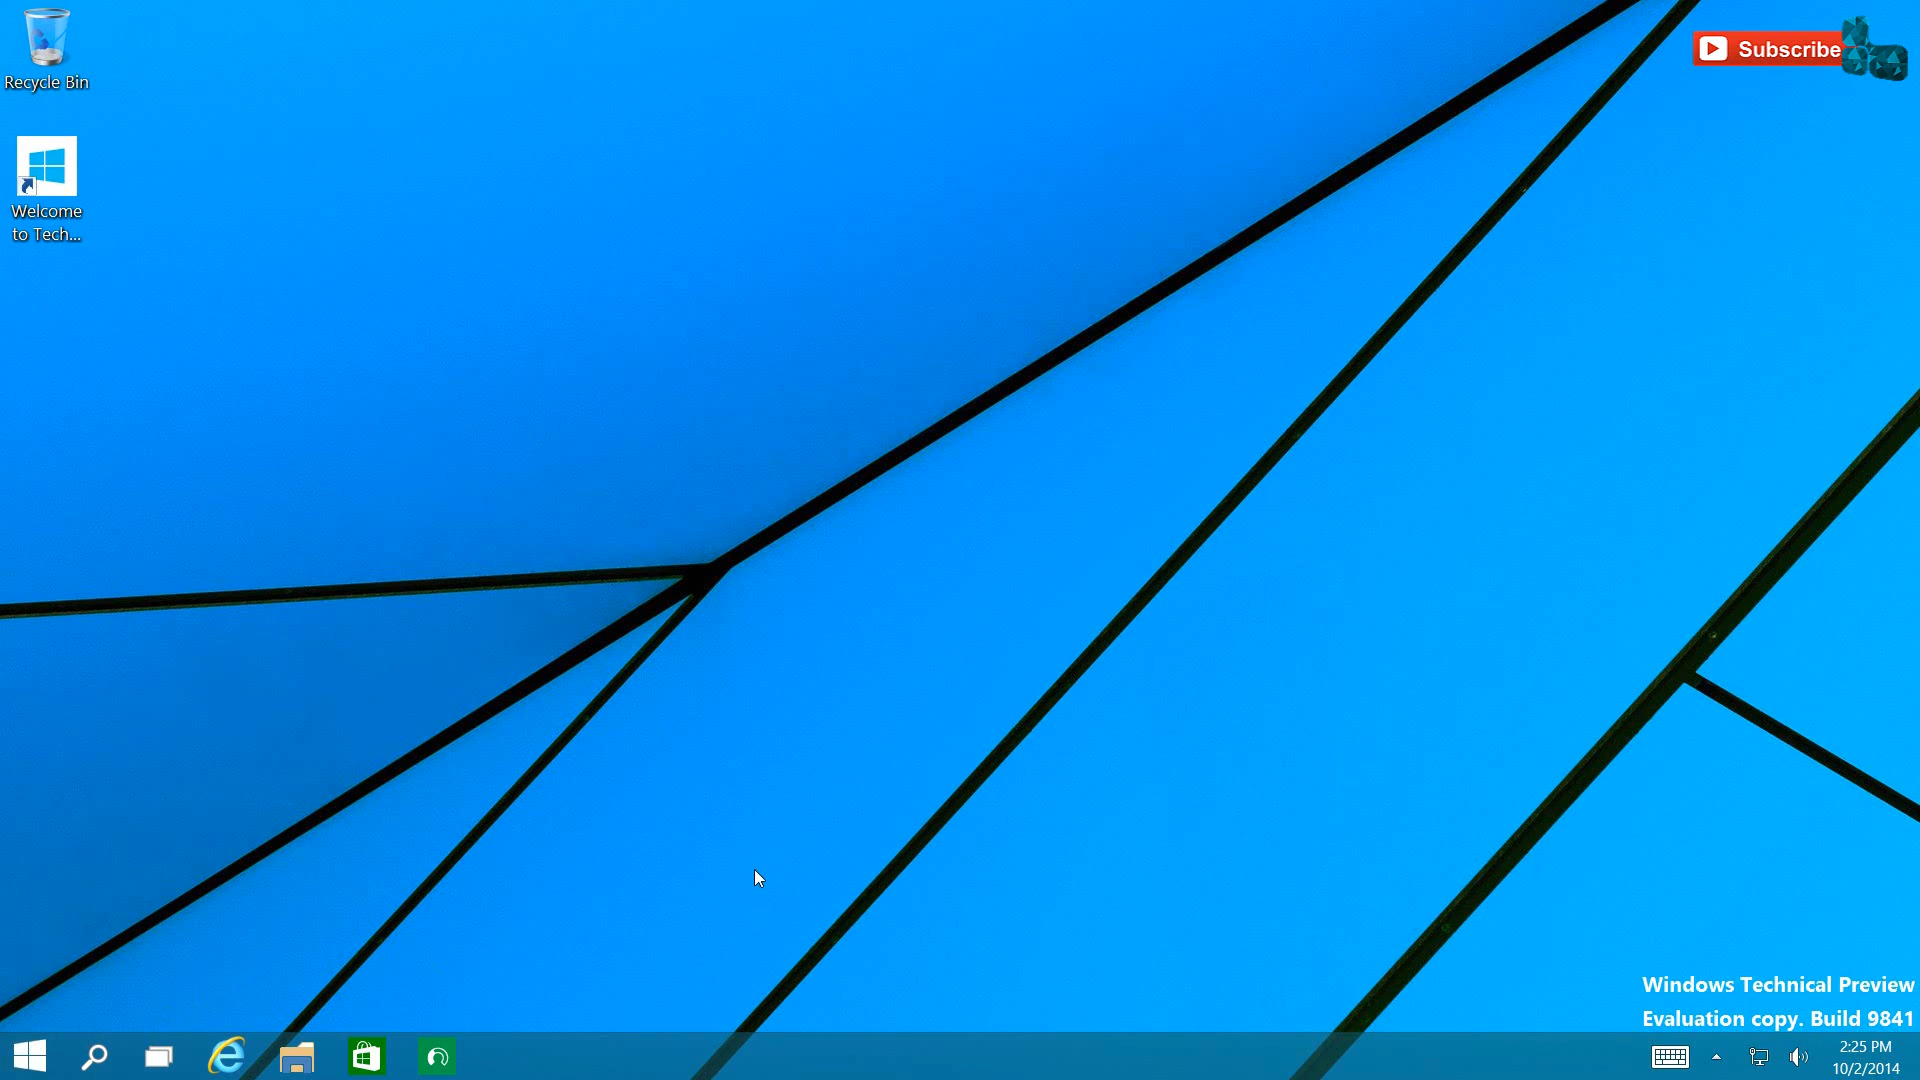 Recycle Bin
Welcome
to Tech...
Subscribe
Windows Technical Preview
Evaluation copy. Build 9841
2:25 PM
10/2/2014